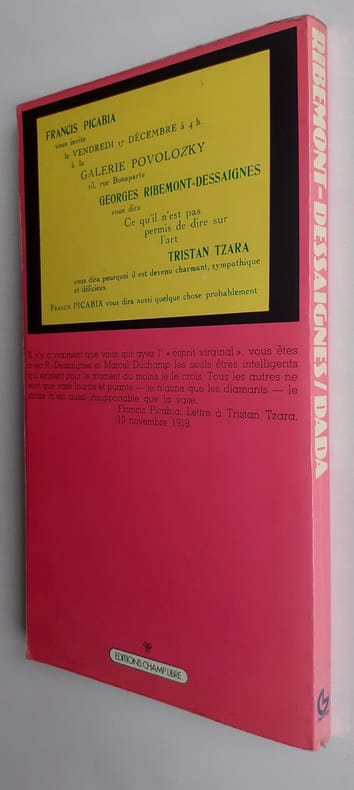 FRANCIS PICABIA
vous invite
le VENDREDI 17 DÉCEMBRE à 4 h.
à la
GALERIE POVOLOZKY
13, rue Bonaparte
GEORGES RIBEMONT-DESSAIGNES
vous dira
Ce qu'il n'est pas
permis de dire sur
l'art
TRISTAN TZARA
vous dira pourquoi il est devenu charmant, sympathique
et délicieux.
FRANCIS PICABIA vous dira aussi quelque chose probablement
Il n'y a vraiment que vous qui ayez l' « esprit virginal », vous êtes
avec R.-Dessaignes et Marcel Duchamp les seuls êtres intelligents
qui existent pour le moment du moins je le crois. Tous les autres ne
sont que vase lourde et puante — je n'aime que les diamants — le
strass m'est aussi insupportable que la vase.
Francis Picabia, Lettre à Tristan Tzara,
10 novembre 1919.
EDITIONS CHAMP LIBRE
RIBEMONT-DESSAIGNES/DADA